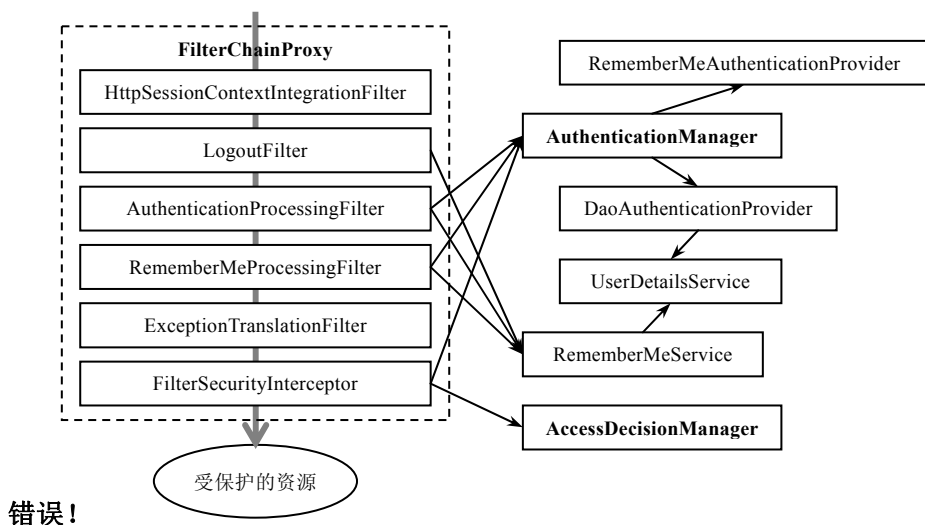 FilterChainProxy
HttpSessionContextIntegrationFilter
LogoutFilter
AuthenticationProcessingFilter
RememberMeProcessingFilter
ExceptionTranslationFilter
FilterSecurityInterceptor
受保护的资源
RememberMeAuthenticationProvider
AuthenticationManager
DaoAuthenticationProvider
UserDetailsService
RememberMeService
AccessDecisionManager
错误！